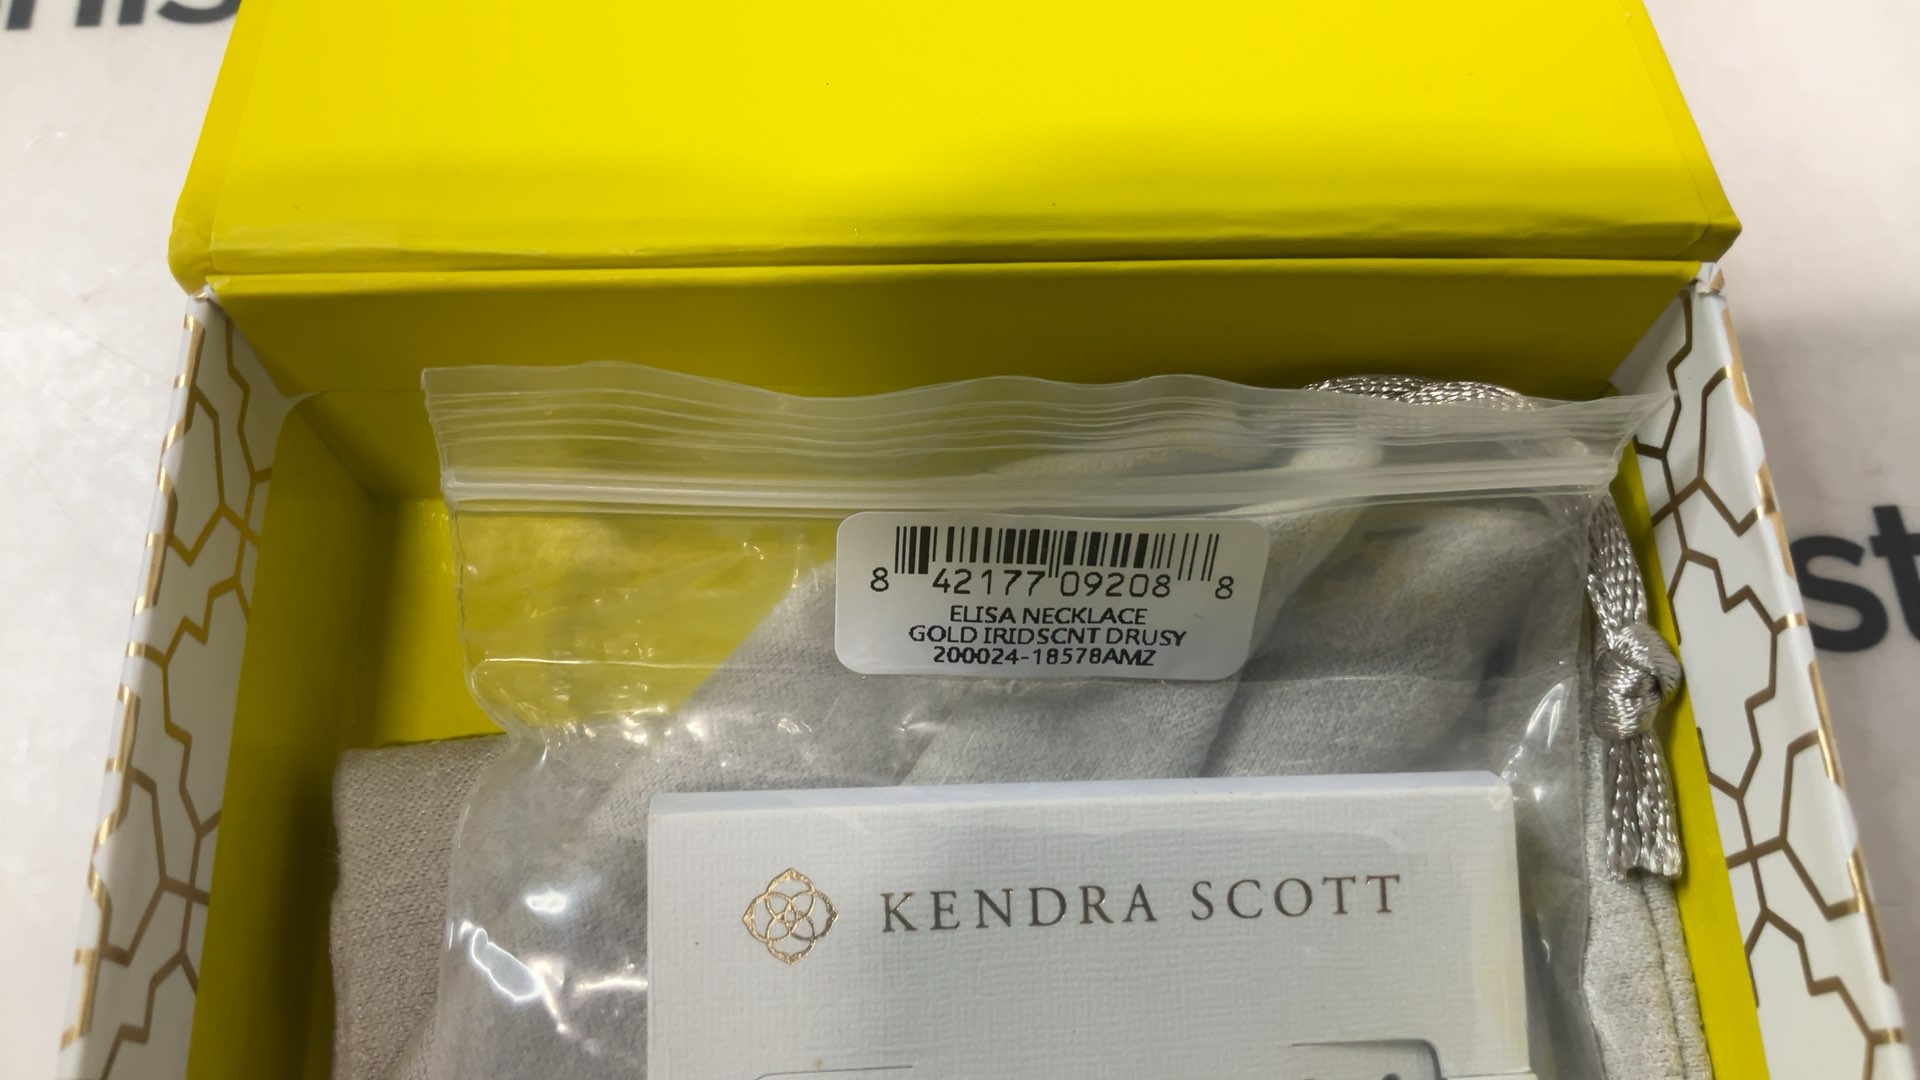 8 42177 09208 8
ELISA NECKLACE
GOLD IRIDSCNT DRUSY
200024-18578AMZ
KENDRA SCOTT